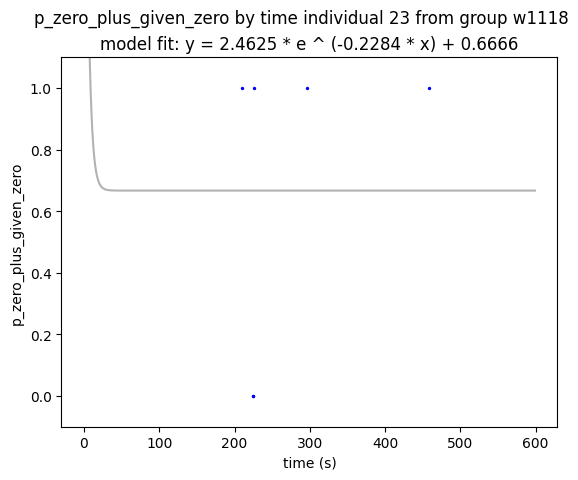 p_zero_plus_given_zero by time individual 23 from group w1118
model fit: y = 2.4625 * e ^ (-0.2284 * x) + 0.6666
1.0
0.8
0.6
0.4
0.2
0.0
p_zero_plus_given_zero
0 100 200 300 400 500 600
time (s)